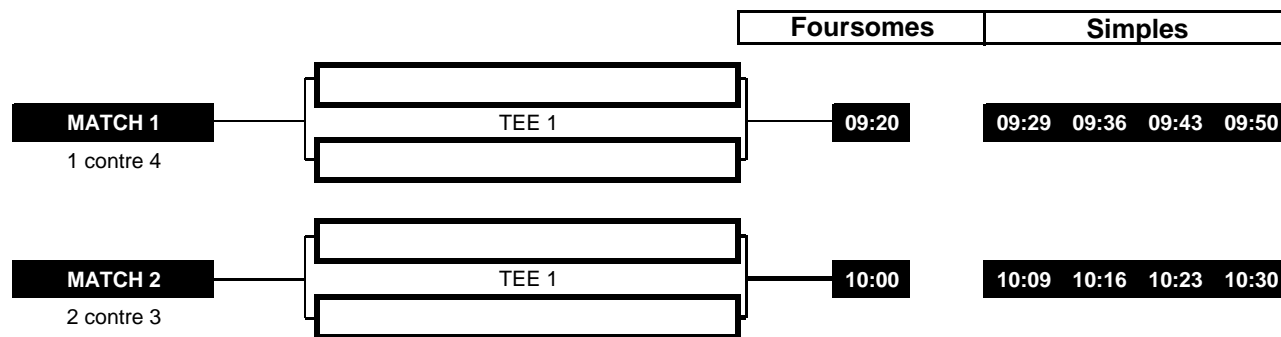 Foursomes Simples
MATCH 1 TEE 1 09:20 09:29 09:36 09:43 09:50
1 contre 4
MATCH 2 TEE 1 10:00 10:09 10:16 10:23 10:30
2 contre 3